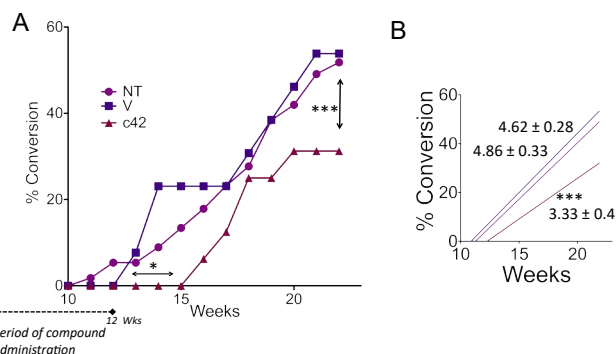 A
B
60
40
20
0
% Conversion
NT
V
c42
***
*
10
15
20
Weeks
12 Wks
eriod of compound
dministration
60
40
20
0
% Conversion
4.62 ± 0.28
4.86 ± 0.33
***
3.33 ± 0.4
10
15
20
Weeks